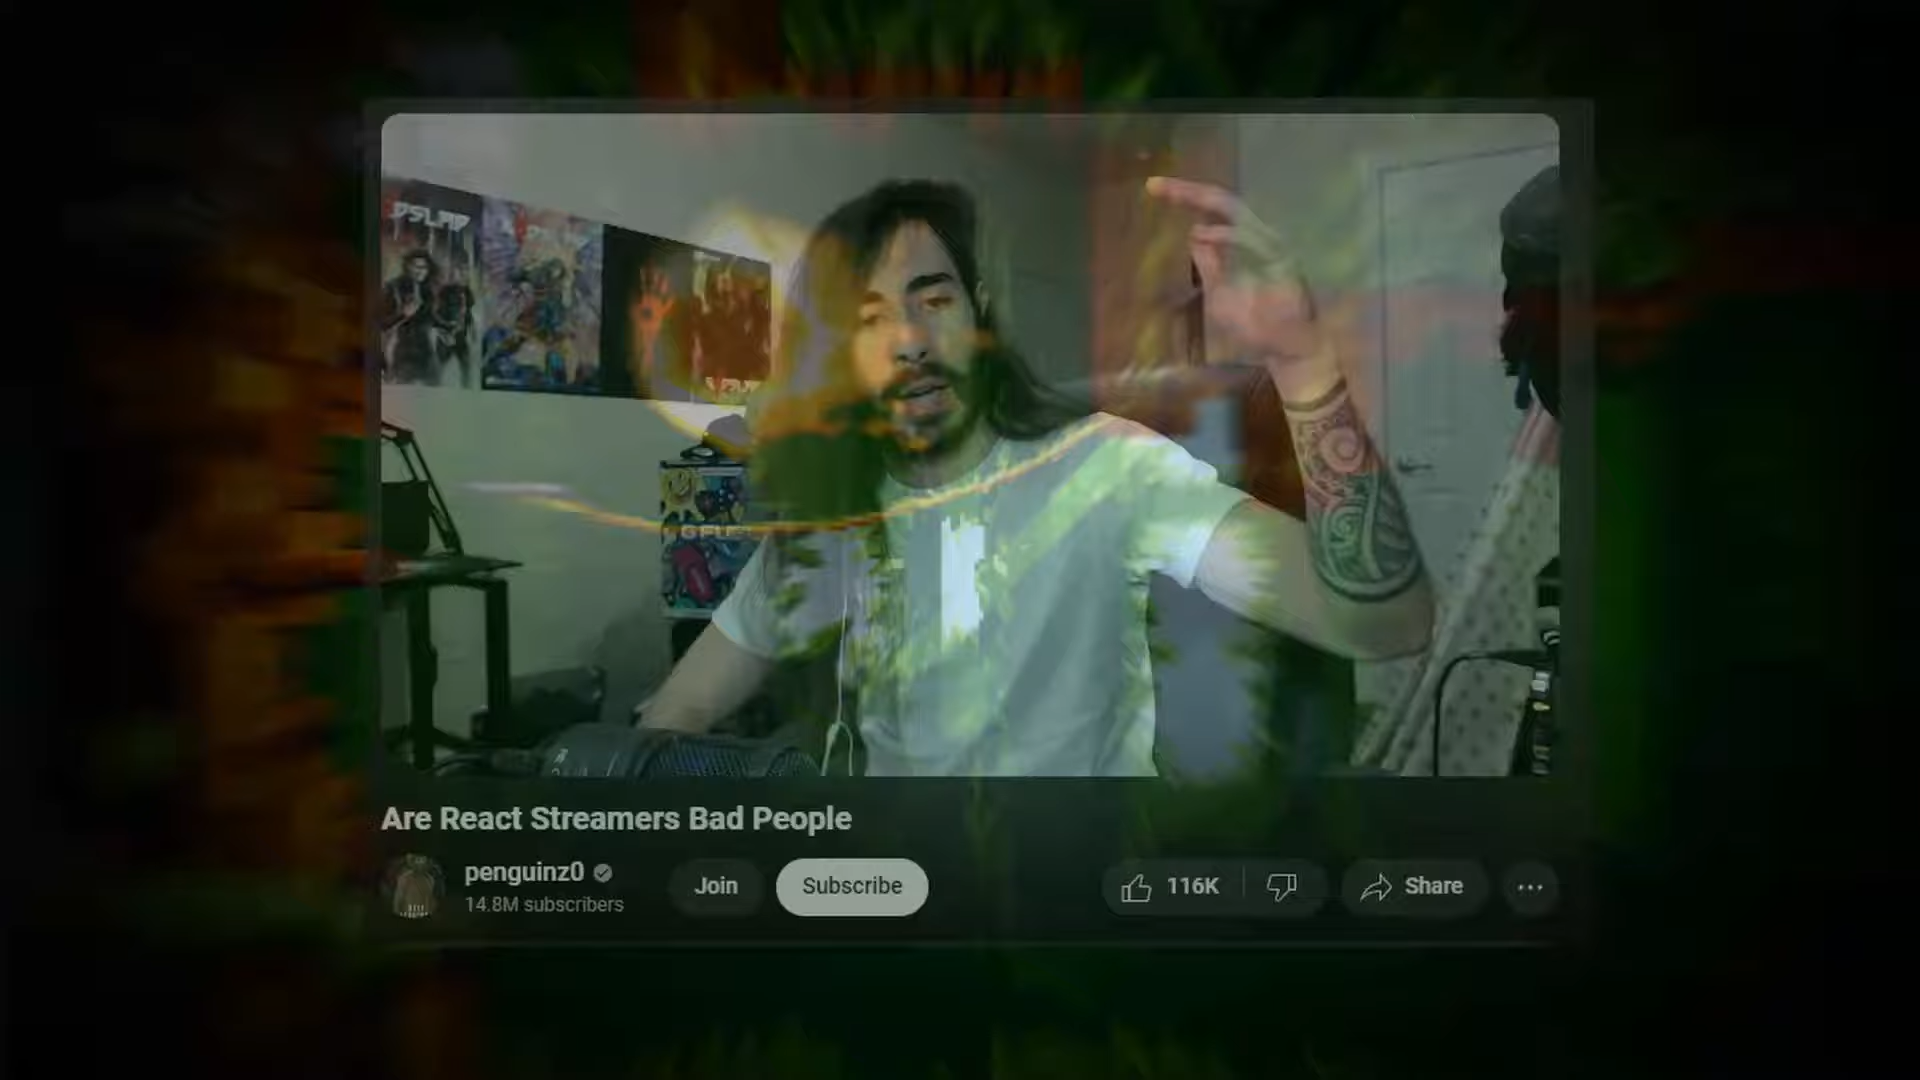 Are React Streamers Bad People
penguinz0
14.8M subscribers
Join
Subscribe
116K
Share